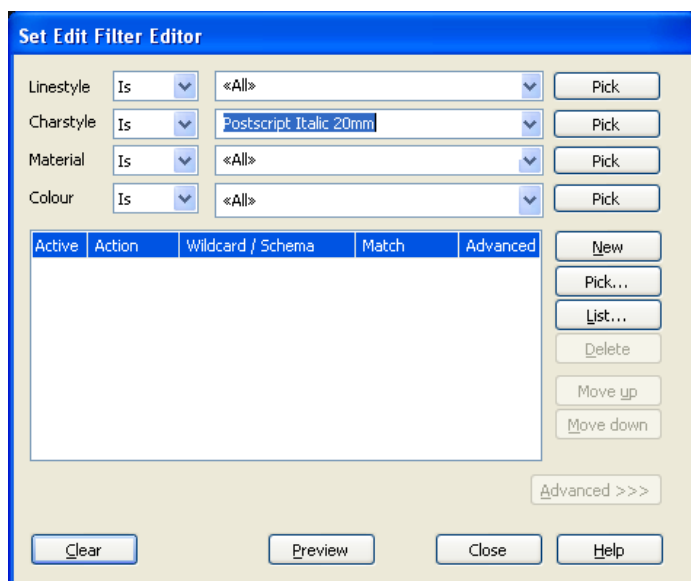 Set Edit Filter Editor
Linestyle Is «All» Pick
Charstyle Is Postscript Italic 20mm Pick
Material Is «All» Pick
Colour Is «All» Pick
Active Action Wildcard / Schema Match Advanced New
Pick...
List...
Delete
Move up
Move down
Advanced >>>
Clear Preview Close Help